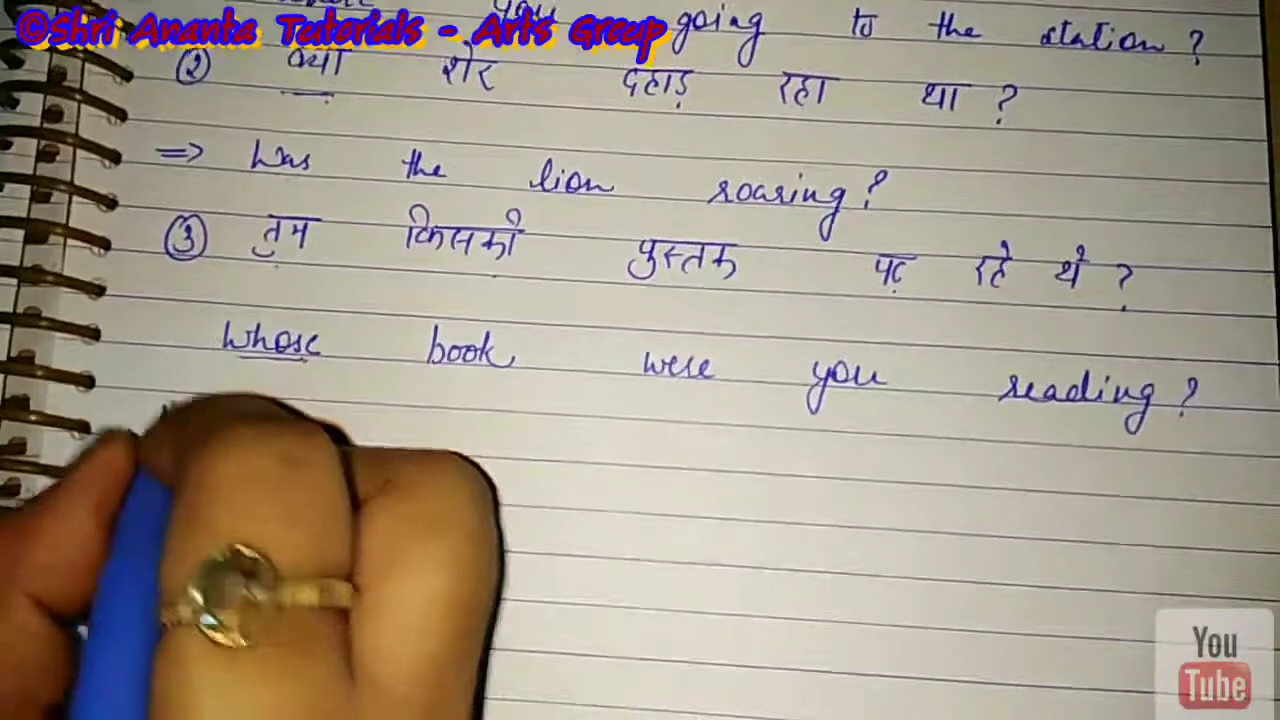 ©Shri Ananta Tutorials - Arts Group
you going to the station ?
② क्या शेर दहाड़ रहा था ?
⇒ Was the lion roaring?
③ तुम किसकी पुस्तक पढ़ रहे थे ?
whose book were you reading ?
You
Tube